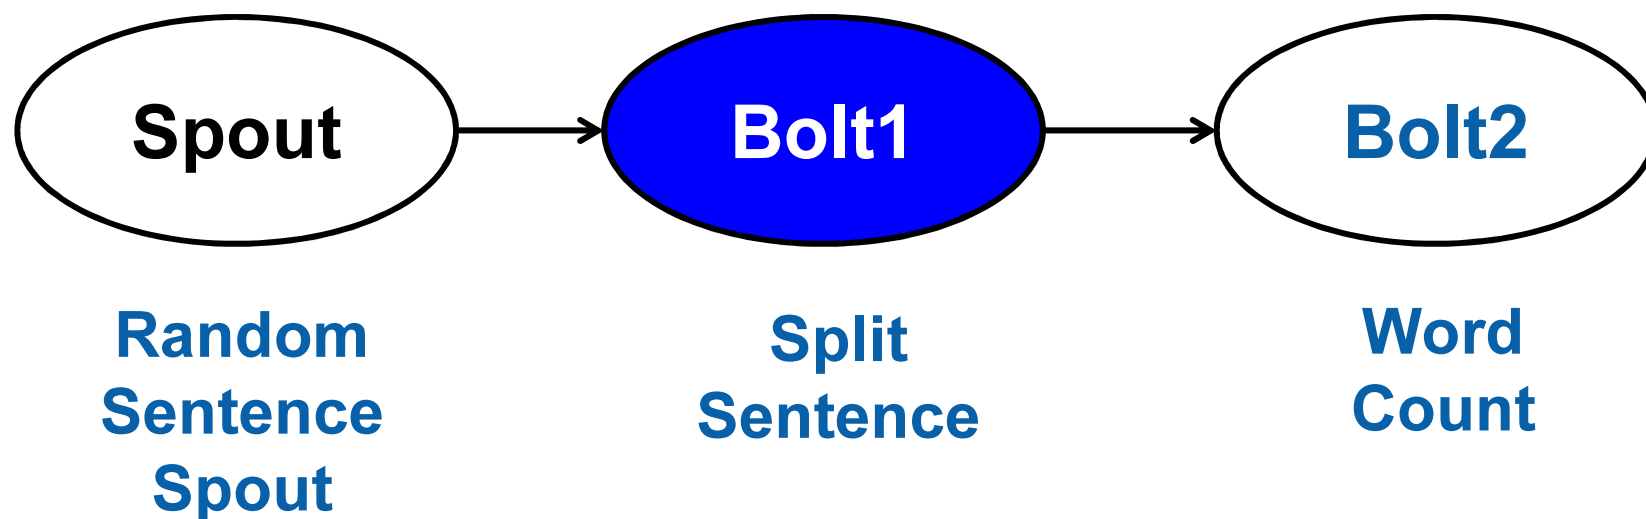 Spout
Bolt1
Bolt2
Random
Sentence
Spout
Split
Sentence
Word
Count